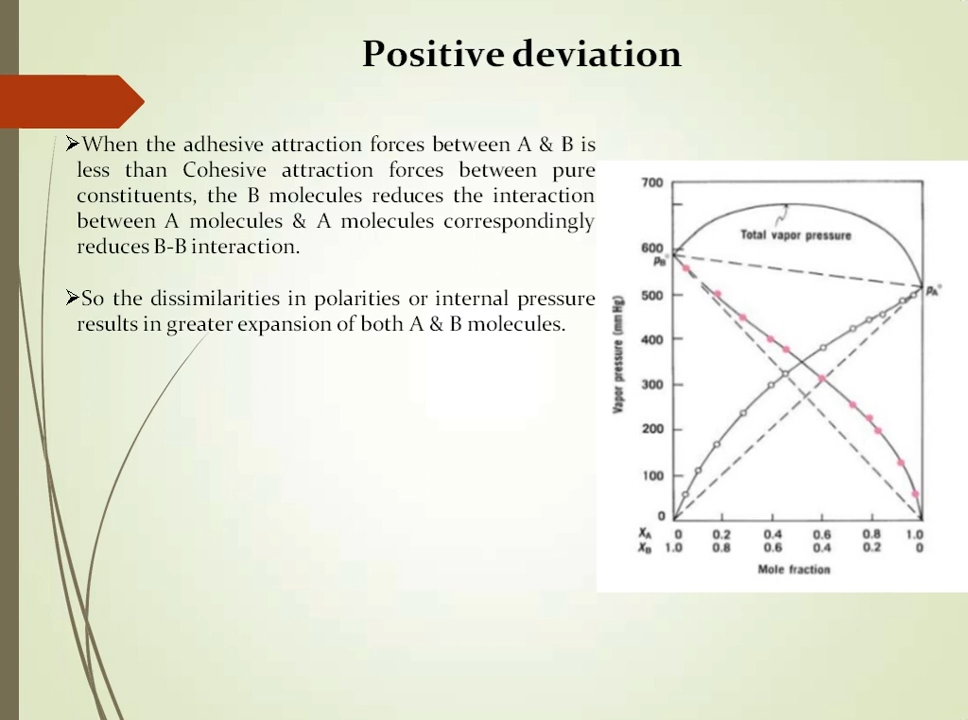 Positive deviation
➢When the adhesive attraction forces between A & B is
less than Cohesive attraction forces between pure
constituents, the B molecules reduces the interaction
between A molecules & A molecules correspondingly
reduces B-B interaction.
➢So the dissimilarities in polarities or internal pressure
results in greater expansion of both A & B molecules.
700
Total vapor pressure
600
PB°
PA°
500
400
300
200
100
0
Vapor pressure (mm Hg)
XA 0 0.2 0.4 0.6 0.8 1.0
XB 1.0 0.8 0.6 0.4 0.2 0
Mole fraction